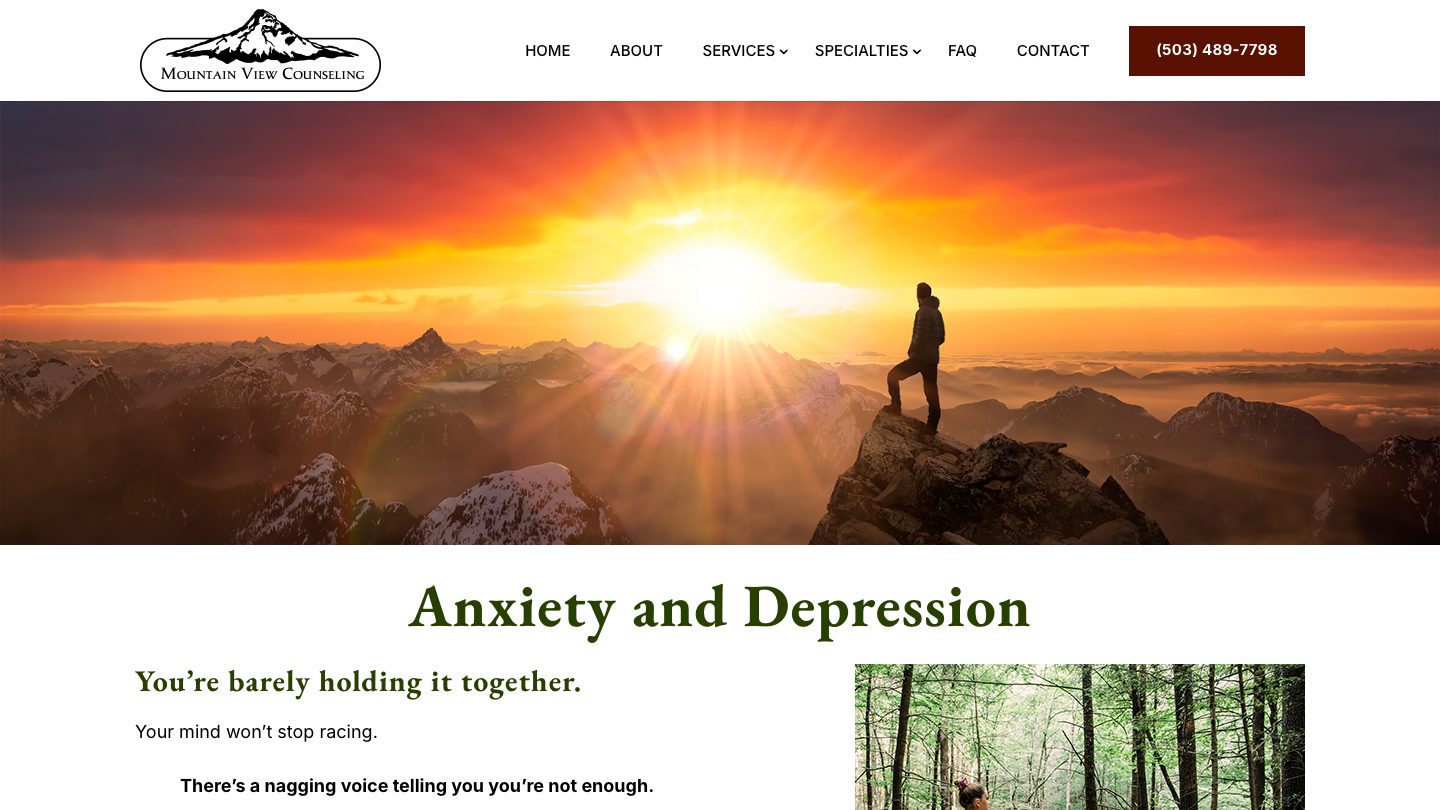 Mountain View Counseling
HOME ABOUT SERVICES SPECIALTIES FAQ CONTACT (503) 489-7798
Anxiety and Depression
You’re barely holding it together.
Your mind won’t stop racing.
There’s a nagging voice telling you you’re not enough.